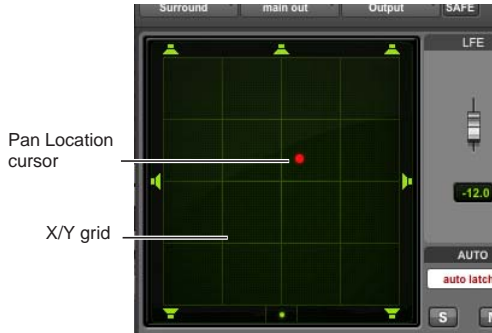 Surround
main out
Output
SAFE
LFE
Pan Location
cursor
-12.0
X/Y grid
AUTO
auto latch
S